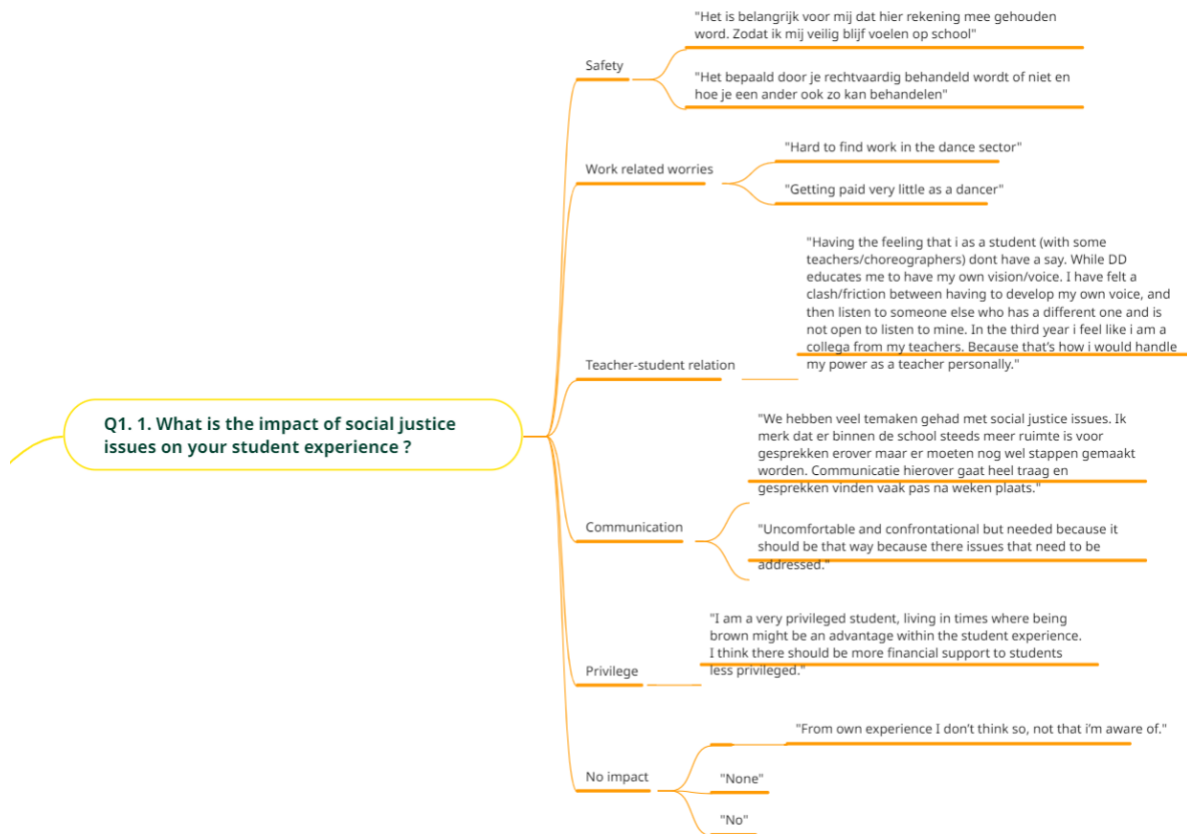 "Het is belangrijk voor mij dat hier rekening mee gehouden
word. Zodat ik mij veilig blijf voelen op school"
Safety
"Het bepaald door je rechtvaardig behandeld wordt of niet en
hoe je een ander ook zo kan behandelen"
"Hard to find work in the dance sector"
Work related worries
"Getting paid very little as a dancer"
"Having the feeling that i as a student (with some
teachers/choreographers) dont have a say. While DD
educates me to have my own vision/voice. I have felt a
clash/friction between having to develop my own voice, and
then listen to someone else who has a different one and is
not open to listen to mine. In the third year i feel like i am a
collega from my teachers. Because that's how i would handle
my power as a teacher personally."
Teacher-student relation
Q1. 1. What is the impact of social justice
issues on your student experience ?
"We hebben veel temaken gehad met social justice issues. Ik
merk dat er binnen de school steeds meer ruimte is voor
gesprekken erover maar er moeten nog wel stappen gemaakt
worden. Communicatie hierover gaat heel traag en
gesprekken vinden vaak pas na weken plaats."
Communication
"Uncomfortable and confrontational but needed because it
should be that way because there issues that need to be
addressed."
"I am a very privileged student, living in times where being
brown might be an advantage within the student experience.
I think there should be more financial support to students
less privileged."
Privilege
"From own experience I don't think so, not that i'm aware of."
No impact
"None"
"No"